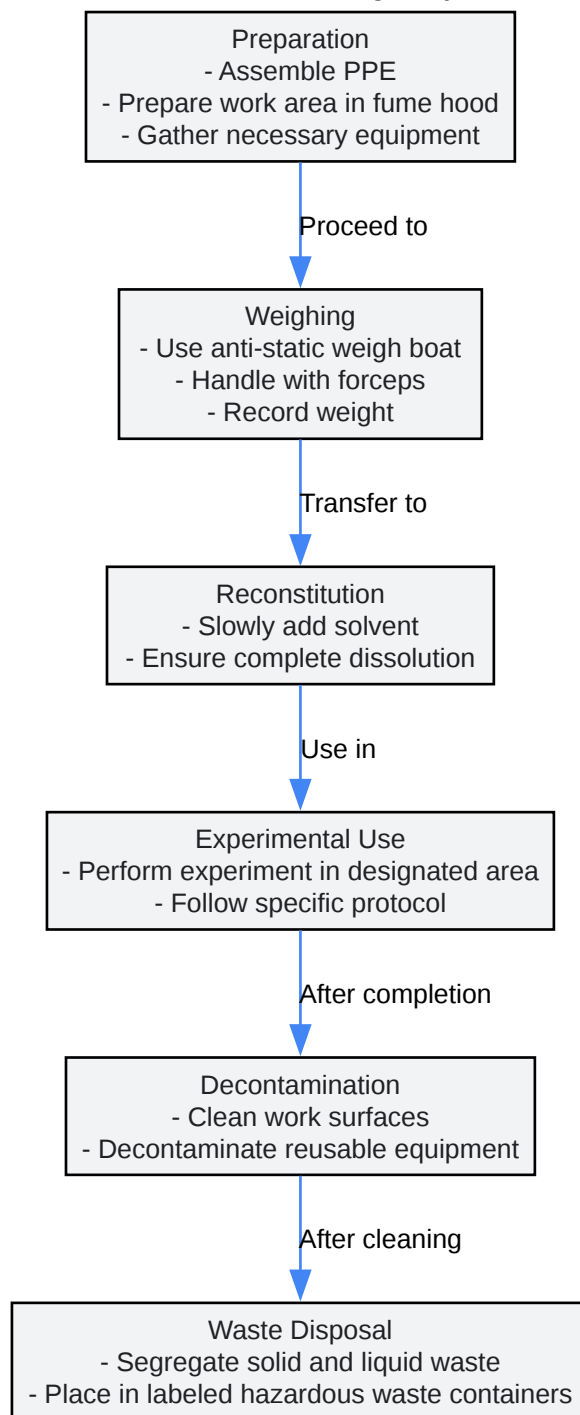 Preparation
- Assemble PPE
- Prepare work area in fume hood
- Gather necessary equipment
Proceed to
Weighing
- Use anti-static weigh boat
- Handle with forceps
- Record weight
Transfer to
Reconstitution
- Slowly add solvent
- Ensure complete dissolution
Use in
Experimental Use
- Perform experiment in designated area
- Follow specific protocol
After completion
Decontamination
- Clean work surfaces
- Decontaminate reusable equipment
After cleaning
Waste Disposal
- Segregate solid and liquid waste
- Place in labeled hazardous waste containers